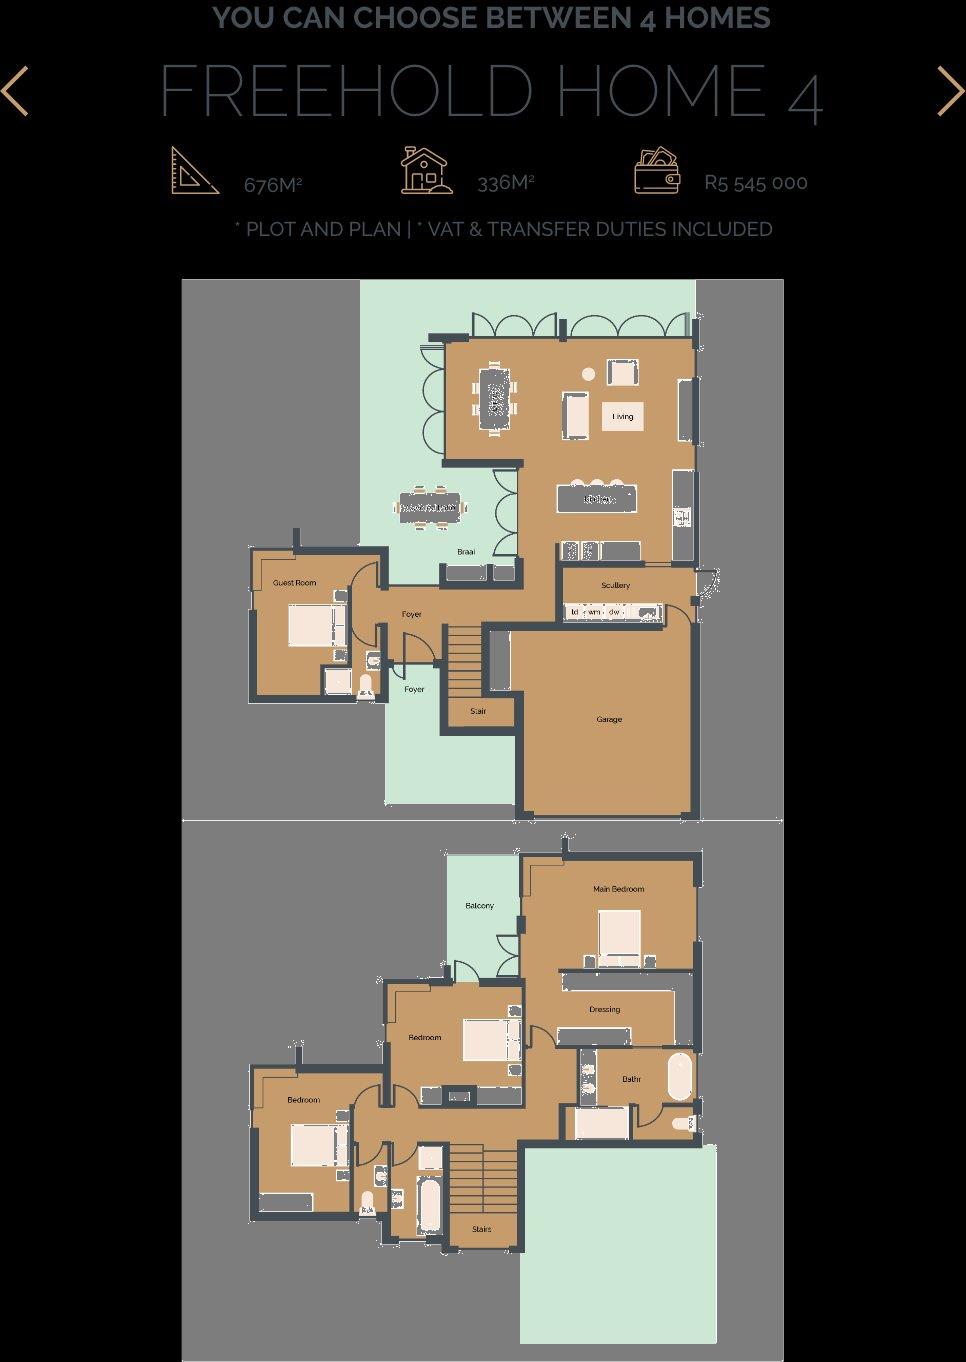 YOU CAN CHOOSE BETWEEN 4 HOMES
FREEHOLD HOME 4
676M²
336M²
R5 545 000
* PLOT AND PLAN | * VAT & TRANSFER DUTIES INCLUDED
Living
Braai
Guest Room
Scullery
td wm dw
Foyer
Foyer
Stair
Garage
Main Bedroom
Balcony
Dressing
Bedroom
Bathr
Bedroom
Stairs